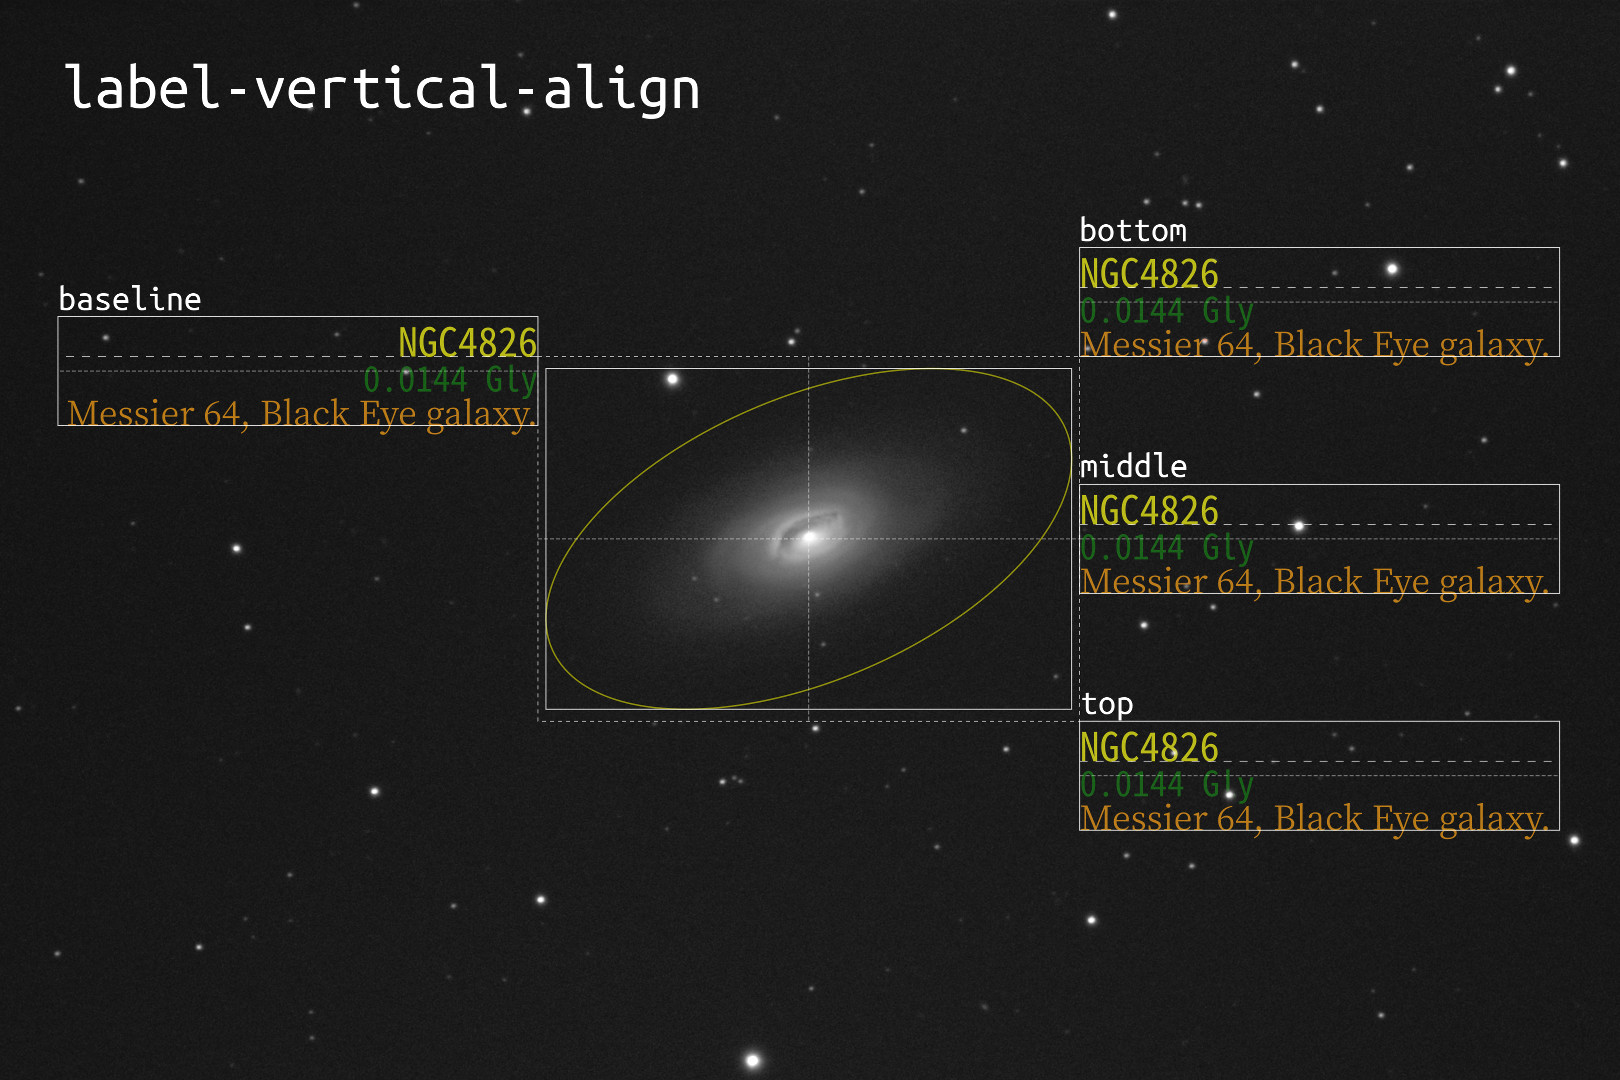 label-vertical-align
baseline
NGC4826
0.0144 Gly
Messier 64, Black Eye galaxy.
bottom
NGC4826
0.0144 Gly
Messier 64, Black Eye galaxy.
middle
NGC4826
0.0144 Gly
Messier 64, Black Eye galaxy.
top
NGC4826
0.0144 Gly
Messier 64, Black Eye galaxy.